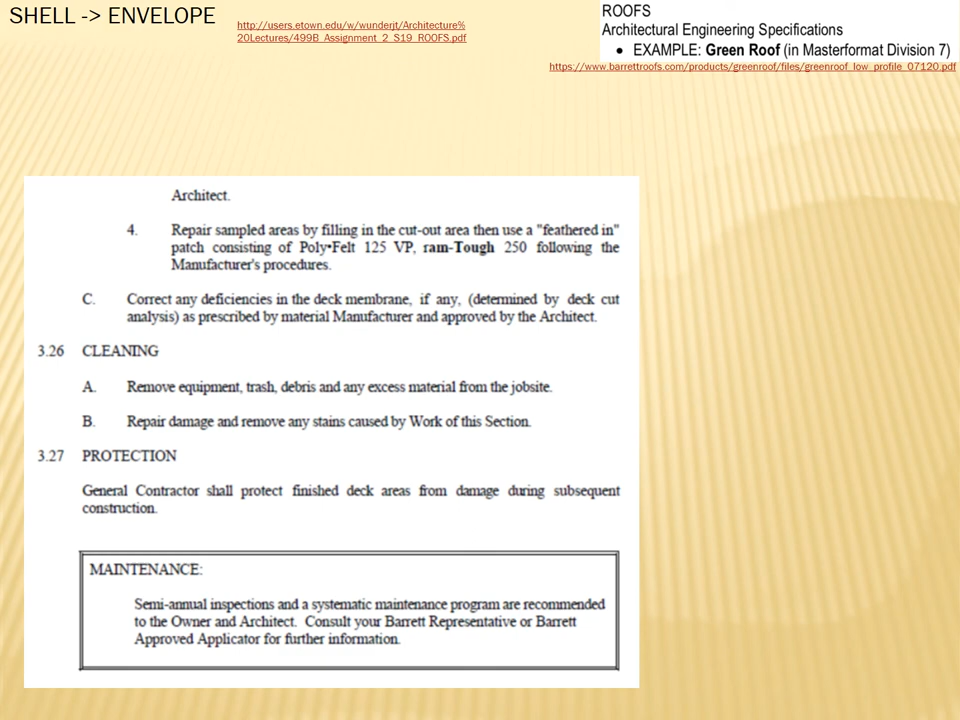 SHELL -> ENVELOPE
http://users.etown.edu/w/wunderjt/Architecture%
20Lectures/499B_Assignment_2_S19_ROOFS.pdf
ROOFS
Architectural Engineering Specifications
• EXAMPLE: Green Roof (in Masterformat Division 7)
https://www.barrettroofs.com/products/greenroof/files/greenroof_low_profile_07120.pdf
Architect.
4. Repair sampled areas by filling in the cut-out area then use a "feathered in"
patch consisting of Poly•Felt 125 VP, ram-Tough 250 following the
Manufacturer's procedures.
C. Correct any deficiencies in the deck membrane, if any, (determined by deck cut
analysis) as prescribed by material Manufacturer and approved by the Architect.
3.26 CLEANING
A. Remove equipment, trash, debris and any excess material from the jobsite.
B. Repair damage and remove any stains caused by Work of this Section.
3.27 PROTECTION
General Contractor shall protect finished deck areas from damage during subsequent
construction.
MAINTENANCE:
Semi-annual inspections and a systematic maintenance program are recommended
to the Owner and Architect. Consult your Barrett Representative or Barrett
Approved Applicator for further information.